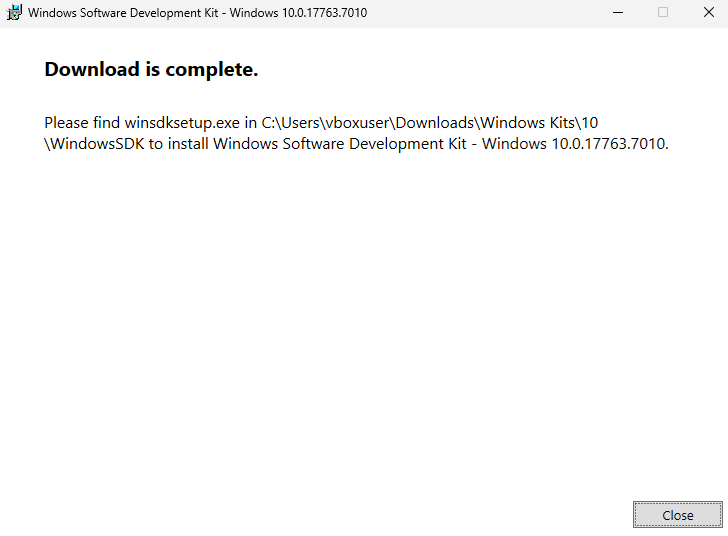 Windows Software Development Kit - Windows 10.0.17763.7010
Download is complete.
Please find winsdksetup.exe in C:\Users\vboxuser\Downloads\Windows Kits\10
\WindowsSDK to install Windows Software Development Kit - Windows 10.0.17763.7010.
Close